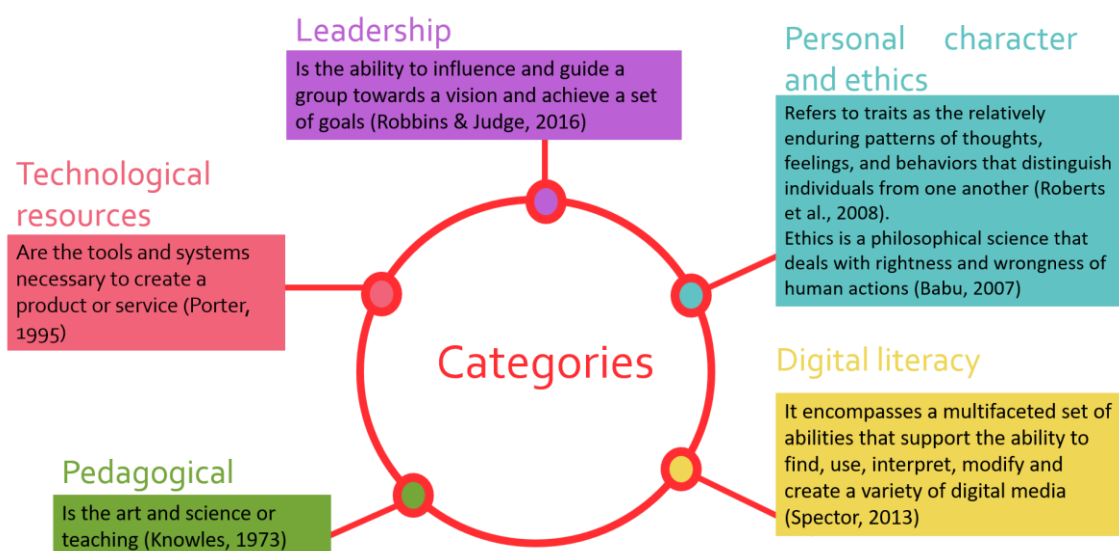 Leadership
Is the ability to influence and guide a
group towards a vision and achieve a set
of goals (Robbins & Judge, 2016)
Personal character
and ethics
Refers to traits as the relatively
enduring patterns of thoughts,
feelings, and behaviors that distinguish
individuals from one another (Roberts
et al., 2008).
Ethics is a philosophical science that
deals with rightness and wrongness of
human actions (Babu, 2007)
Technological
resources
Are the tools and systems
necessary to create a
product or service (Porter,
1995)
Categories
Digital literacy
It encompasses a multifaceted set of
abilities that support the ability to
find, use, interpret, modify and
create a variety of digital media
(Spector, 2013)
Pedagogical
Is the art and science or
teaching (Knowles, 1973)